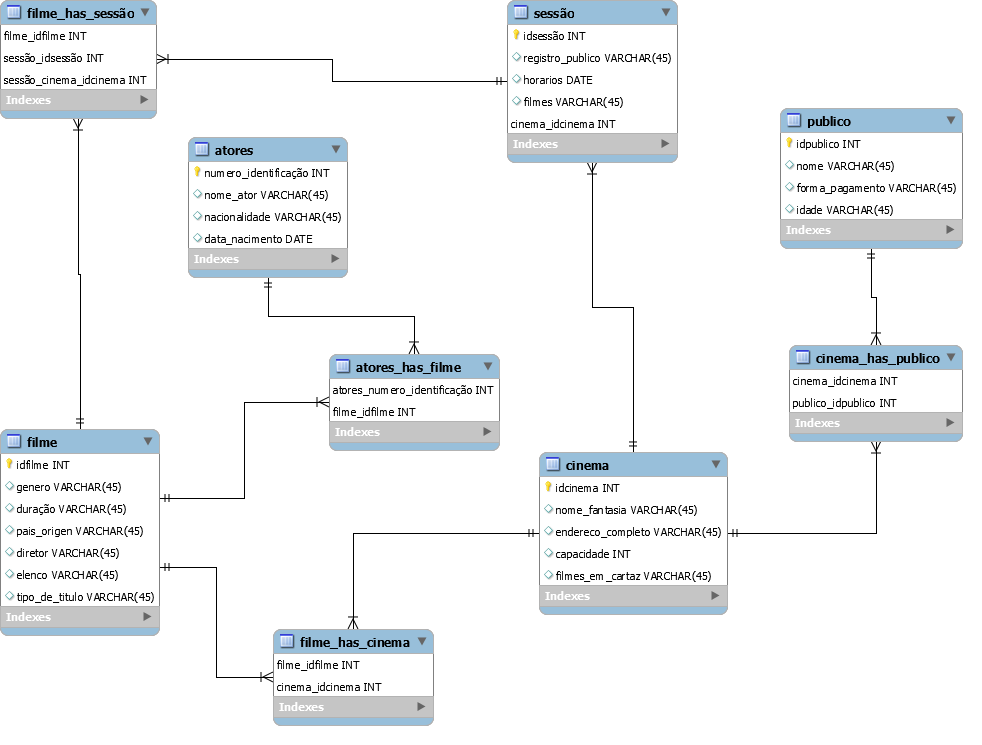 filme_has_sessão
filme_idfilme INT
sessão_idsessão INT
sessão_cinema_idcinema INT
Indexes
sessão
idsessão INT
registro_publico VARCHAR(45)
horarios DATE
filmes VARCHAR(45)
cinema_idcinema INT
Indexes
publico
idpublico INT
nome VARCHAR(45)
forma_pagamento VARCHAR(45)
idade VARCHAR(45)
Indexes
atores
numero_identificação INT
nome_ator VARCHAR(45)
nacionalidade VARCHAR(45)
data_nacimento DATE
Indexes
atores_has_filme
atores_numero_identificação INT
filme_idfilme INT
Indexes
cinema_has_publico
cinema_idcinema INT
publico_idpublico INT
Indexes
filme
idfilme INT
genero VARCHAR(45)
duração VARCHAR(45)
pais_origen VARCHAR(45)
diretor VARCHAR(45)
elenco VARCHAR(45)
tipo_de_titulo VARCHAR(45)
Indexes
cinema
idcinema INT
nome_fantasia VARCHAR(45)
endereco_completo VARCHAR(45)
capacidade INT
filmes_em _cartaz VARCHAR(45)
Indexes
filme_has_cinema
filme_idfilme INT
cinema_idcinema INT
Indexes